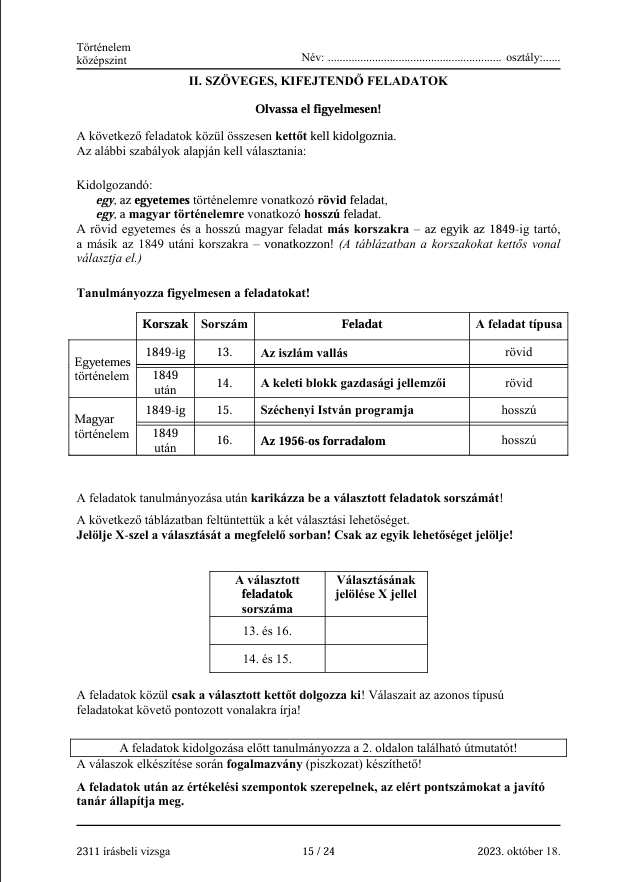 Történelem
középszint
Név: ........................................................... osztály:......
II. SZÖVEGES, KIFEJTENDŐ FELADATOK
Olvassa el figyelmesen!
A következő feladatok közül összesen kettőt kell kidolgoznia.
Az alábbi szabályok alapján kell választania:
Kidolgozandó:
egy, az egyetemes történelemre vonatkozó rövid feladat,
egy, a magyar történelemre vonatkozó hosszú feladat.
A rövid egyetemes és a hosszú magyar feladat más korszakra – az egyik az 1849-ig tartó,
a másik az 1849 utáni korszakra – vonatkozzon! (A táblázatban a korszakokat kettős vonal
választja el.)
Tanulmányozza figyelmesen a feladatokat!
Korszak Sorszám Feladat A feladat típusa
Egyetemes történelem
1849-ig 13. Az iszlám vallás rövid
1849 után 14. A keleti blokk gazdasági jellemzői rövid
Magyar történelem
1849-ig 15. Széchenyi István programja hosszú
1849 után 16. Az 1956-os forradalom hosszú
A feladatok tanulmányozása után karikázza be a választott feladatok sorszámát!
A következő táblázatban feltüntettük a két választási lehetőséget.
Jelölje X-szel a választását a megfelelő sorban! Csak az egyik lehetőséget jelölje!
A választott feladatok sorszáma
Választásának jelölése X jellel
13. és 16.
14. és 15.
A feladatok közül csak a választott kettőt dolgozza ki! Válaszait az azonos típusú
feladatokat követő pontozott vonalakra írja!
A feladatok kidolgozása előtt tanulmányozza a 2. oldalon található útmutatót!
A válaszok elkészítése során fogalmazvány (piszkozat) készíthető!
A feladatok után az értékelési szempontok szerepelnek, az elért pontszámokat a javító
tanár állapítja meg.
2311 írásbeli vizsga 15 / 24 2023. október 18.